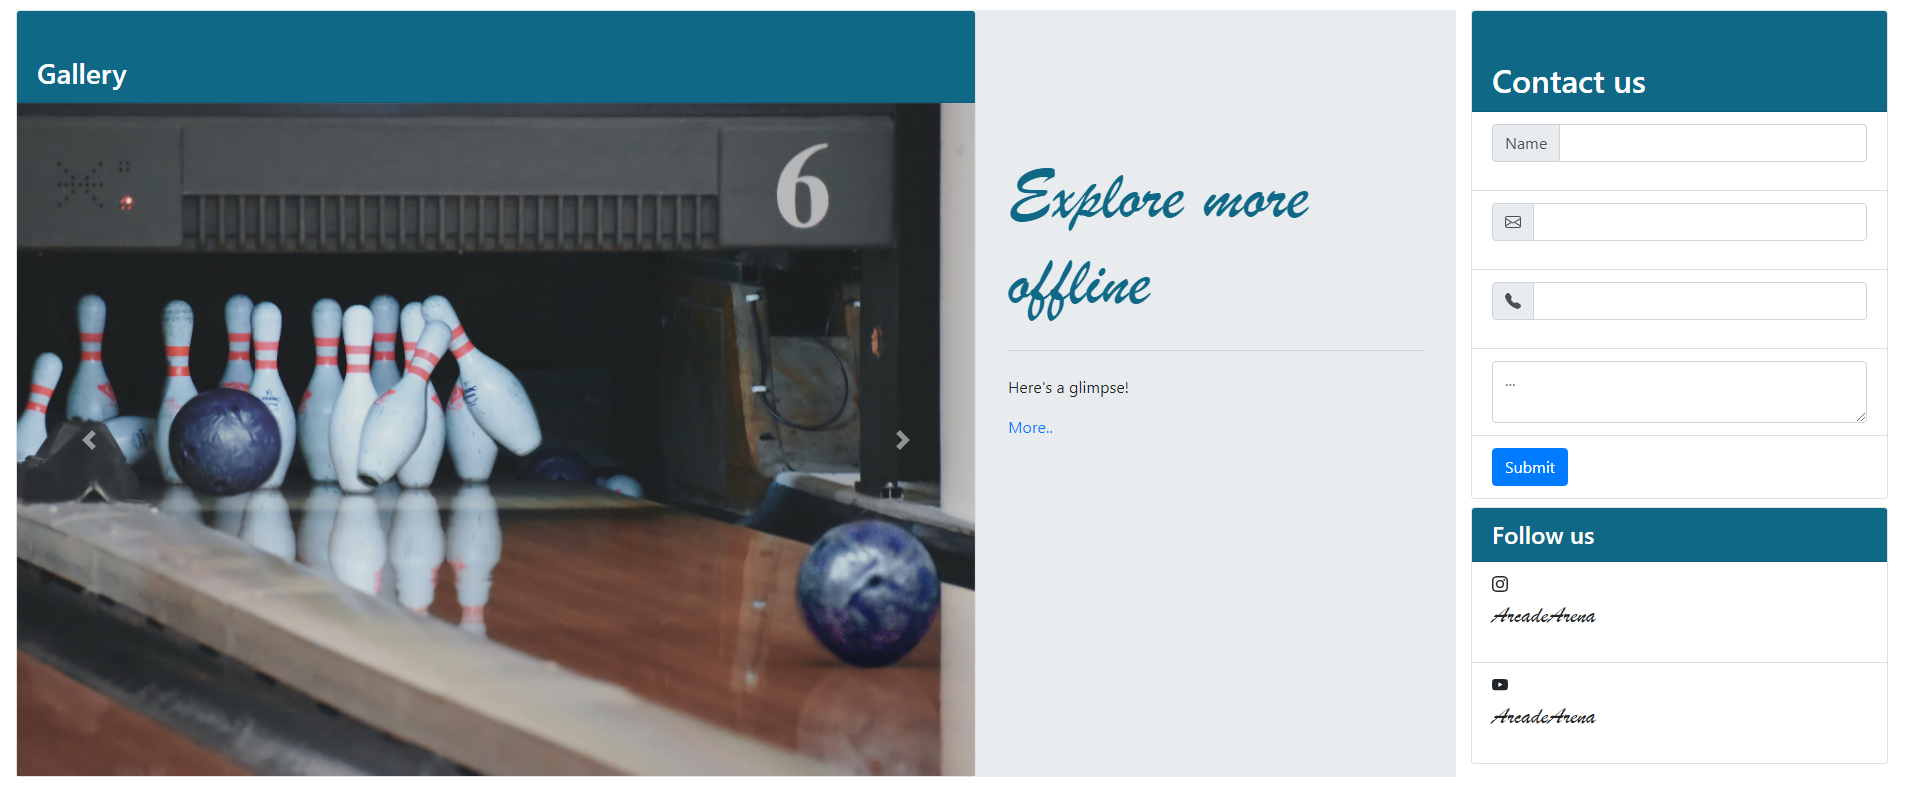 Gallery
6
Explore more
offline
Here's a glimpse!
More..
Contact us
Name
...
Submit
Follow us
ArcadeArena
ArcadeArena